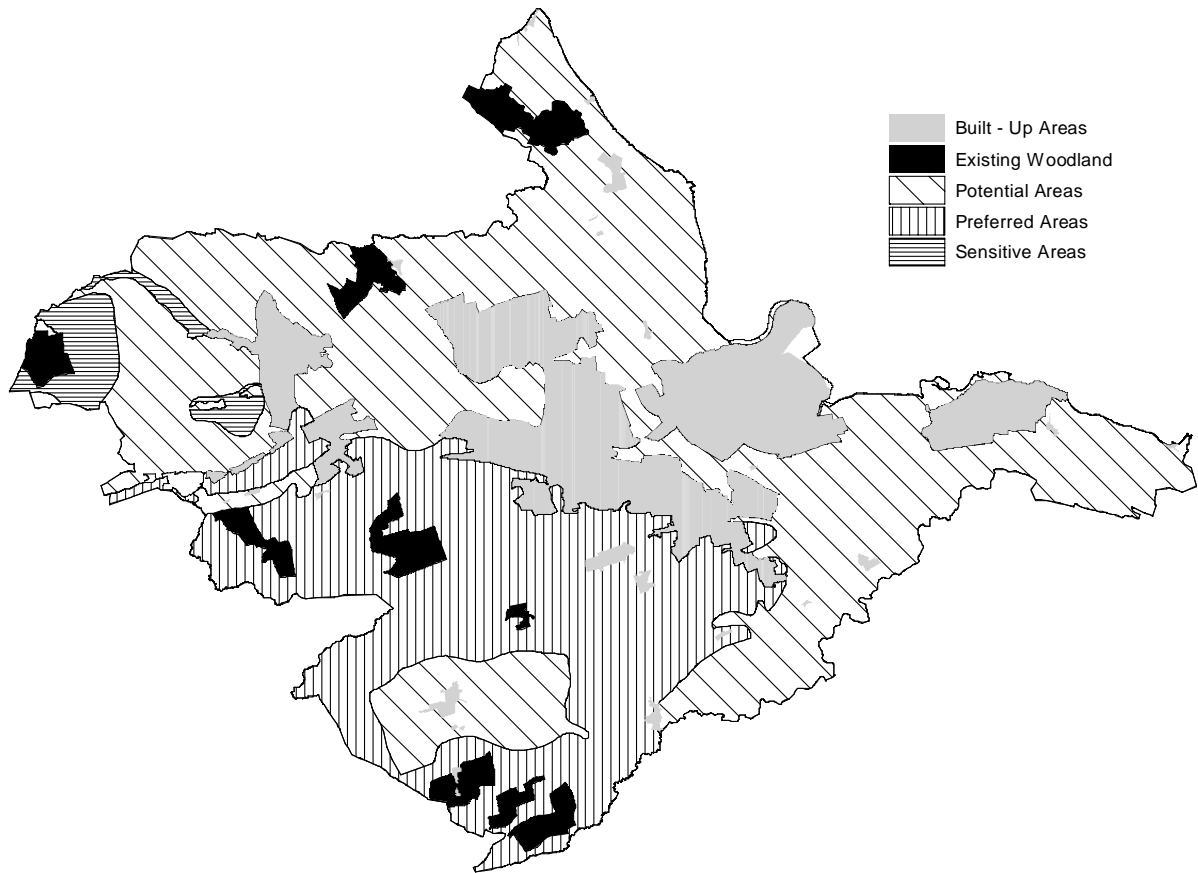 Built - Up Areas
Existing Woodland
Potential Areas
Preferred Areas
Sensitive Areas